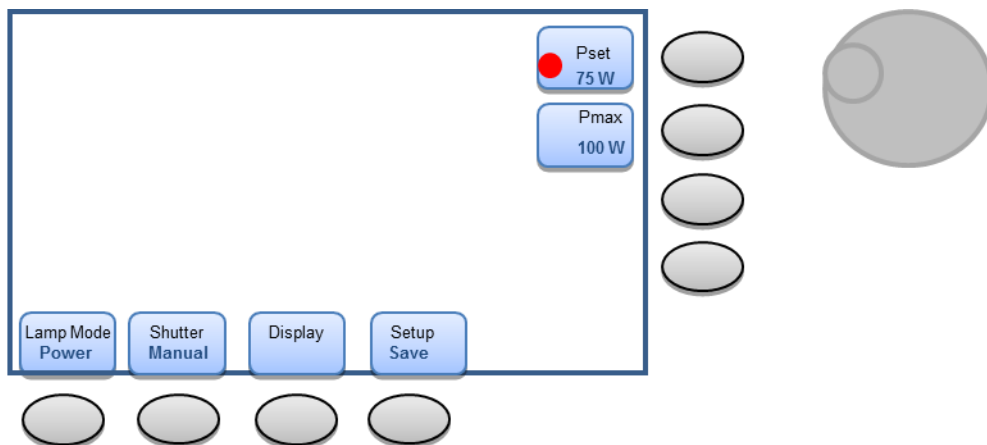 Pset
75 W
Pmax
100 W
Lamp Mode
Power
Shutter
Manual
Display
Setup
Save